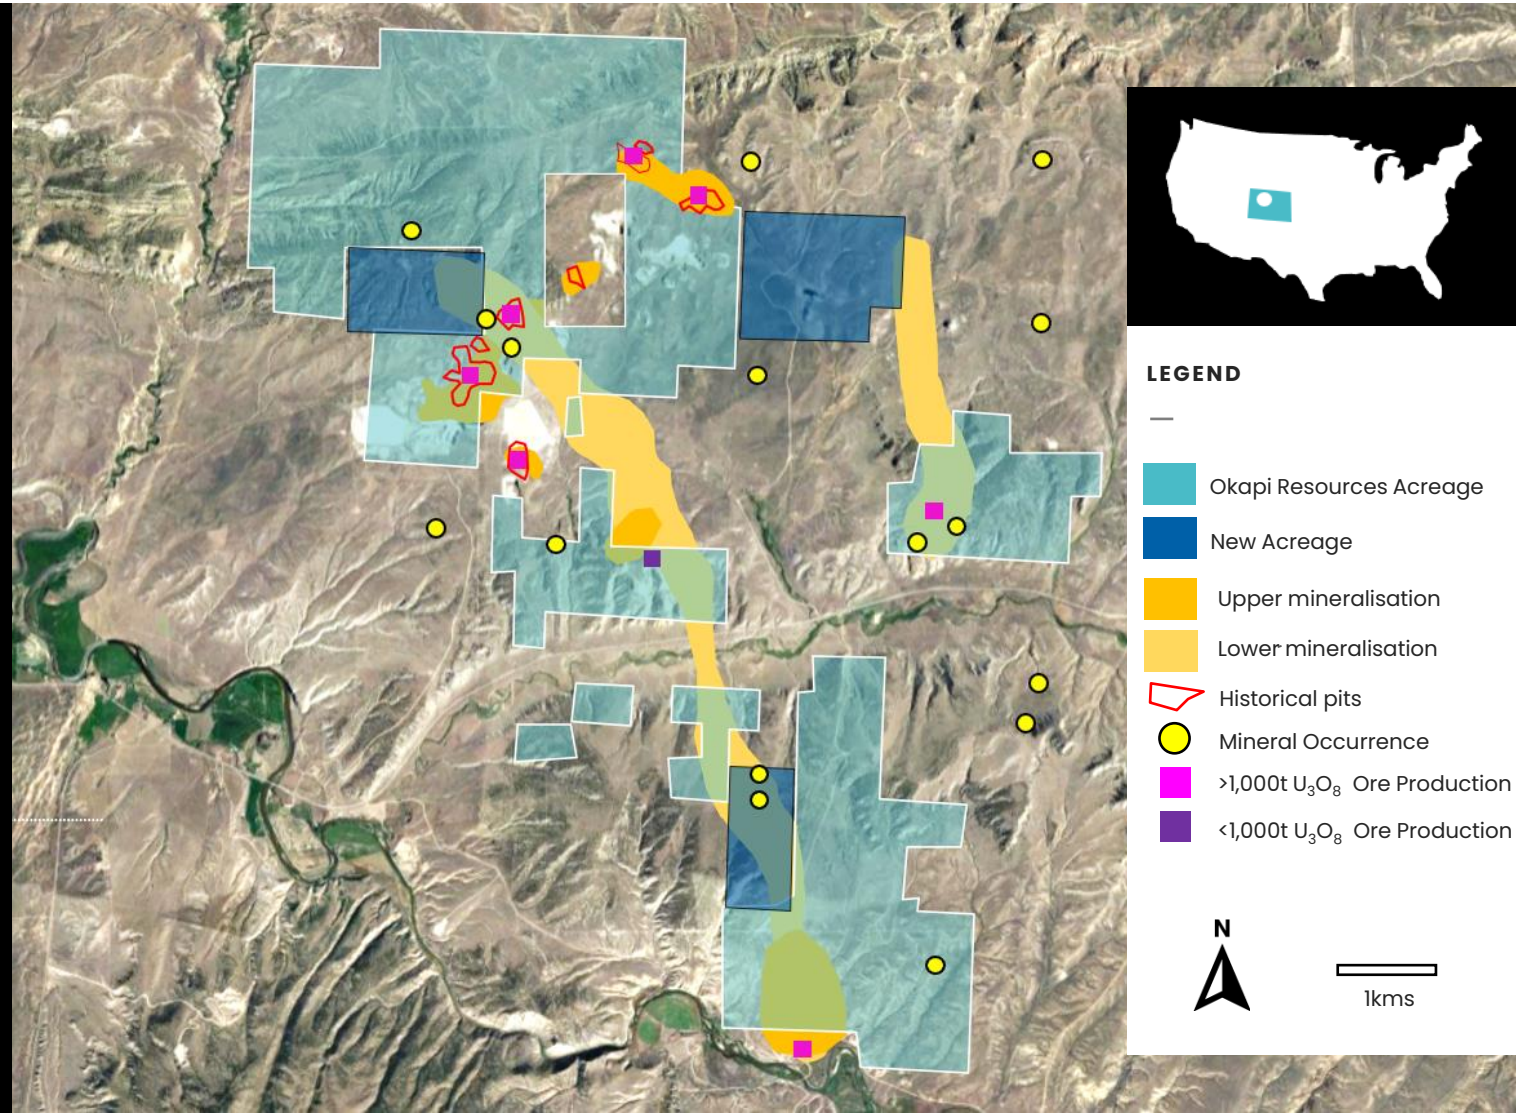 LEGEND
Okapi Resources Acreage
New Acreage
Upper mineralisation
Lower mineralisation
Historical pits
Mineral Occurrence
>1,000t U₃O₈ Ore Production
<1,000t U₃O₈ Ore Production
N
1kms